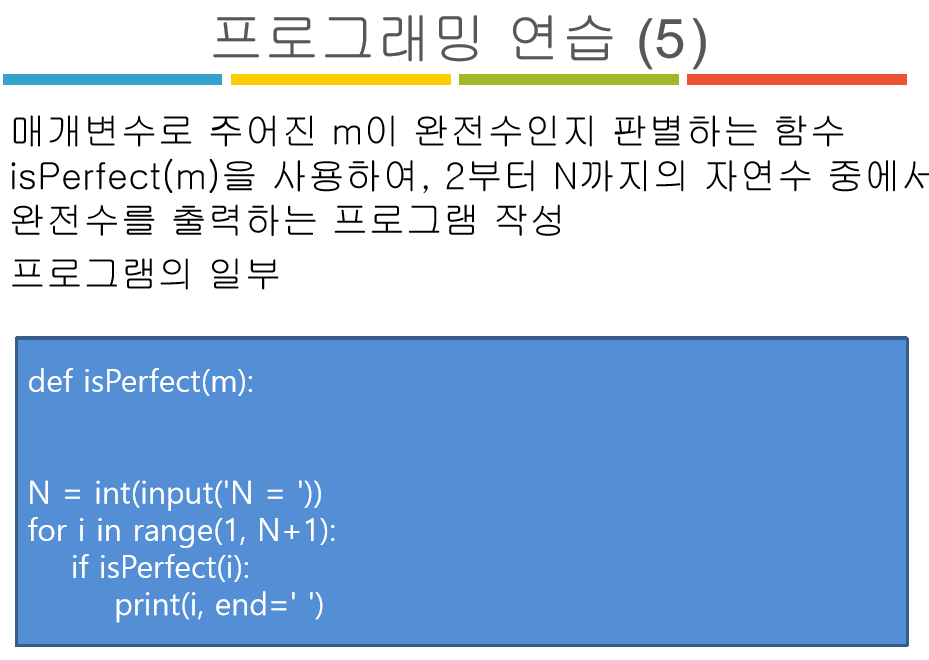 프로그래밍 연습 (5)
매개변수로 주어진 m이 완전수인지 판별하는 함수
isPerfect(m)을 사용하여, 2부터 N까지의 자연수 중에서
완전수를 출력하는 프로그램 작성
프로그램의 일부
def isPerfect(m):
N = int(input('N = '))
for i in range(1, N+1):
if isPerfect(i):
print(i, end=' ')